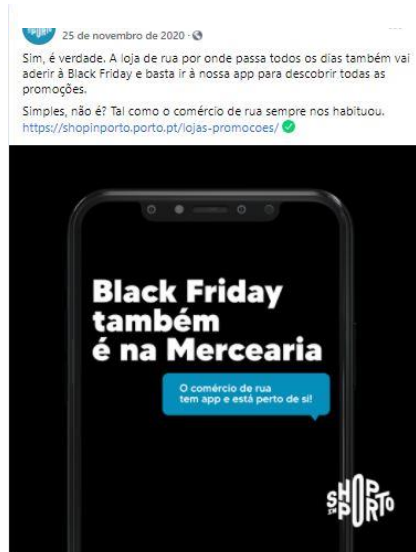 25 de novembro de 2020 ·
Sim, é verdade. A loja de rua por onde passa todos os dias também vai
aderir à Black Friday e basta ir à nossa app para descobrir todas as
promoções.
Simples, não é? Tal como o comércio de rua sempre nos habituou.
https://shopinporto.porto.pt/lojas-promocoes/
Black Friday
também
é na Mercearia
O comércio de rua
tem app e está perto de si!
SHOP
IN PORTO